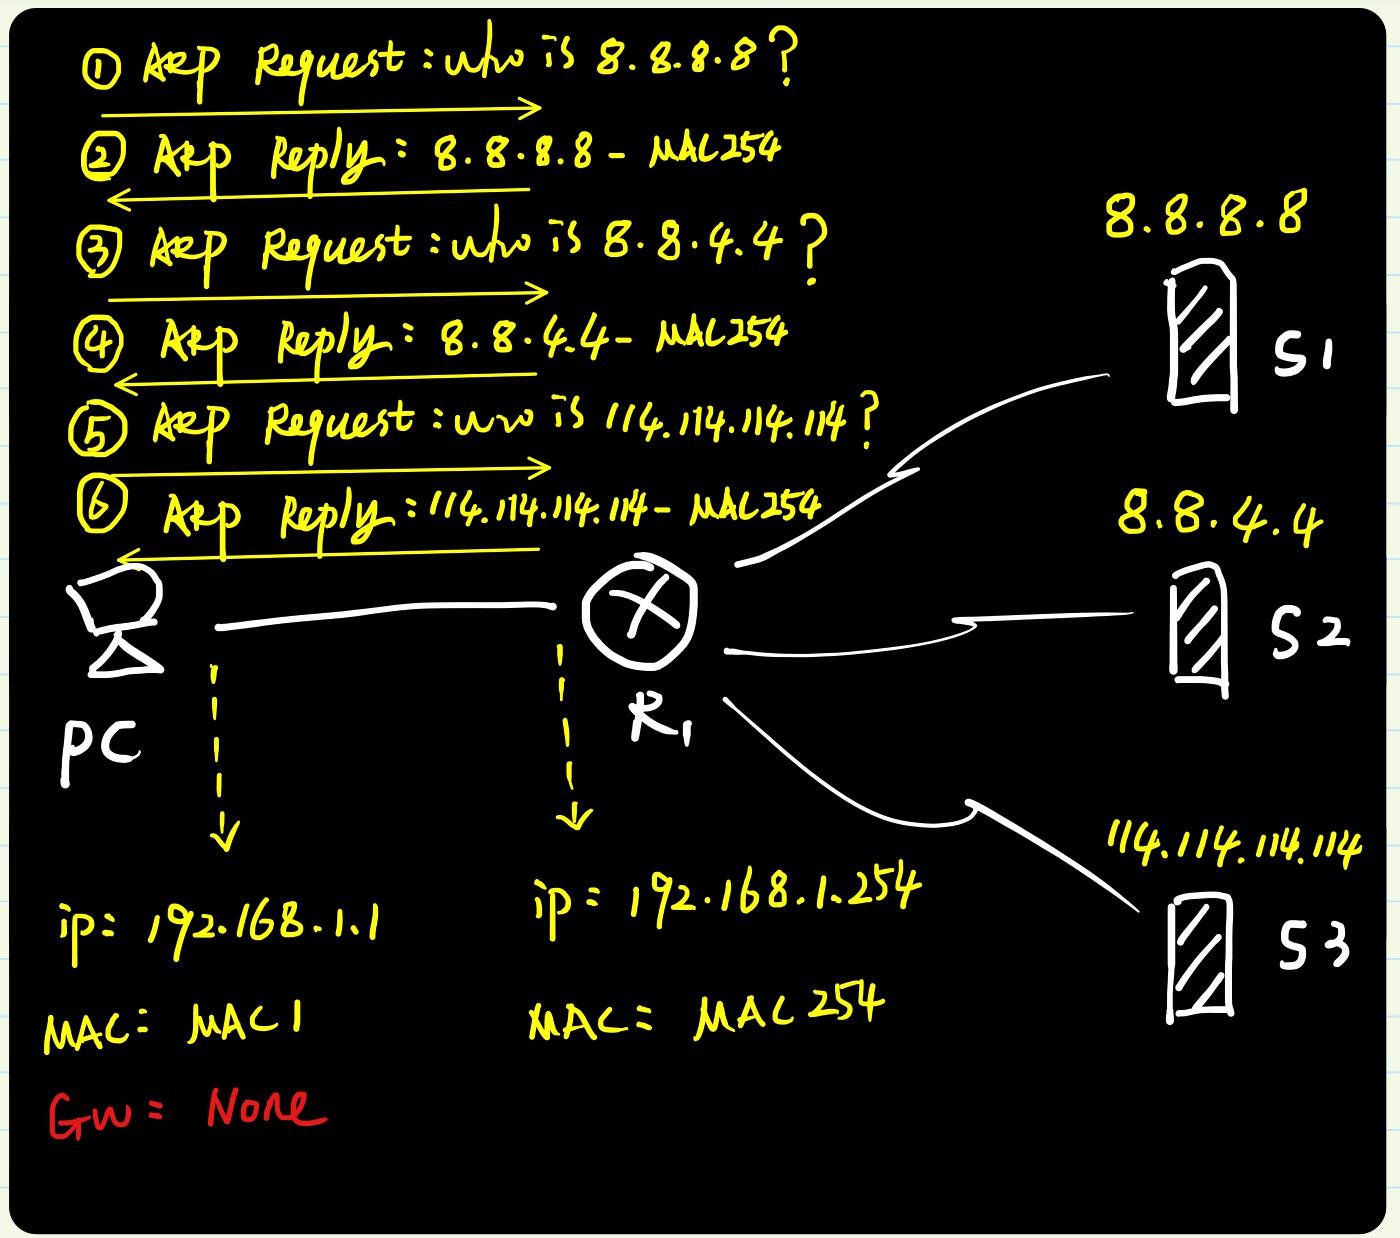 ① ARP Request: who is 8.8.8.8?
② ARP Reply: 8.8.8.8 - MAC254
③ ARP Request: who is 8.8.4.4?
④ ARP Reply: 8.8.4.4 - MAC254
⑤ ARP Request: who is 114.114.114.114?
⑥ ARP Reply: 114.114.114.114 - MAC254
8.8.8.8
S1
8.8.4.4
S2
PC
R1
114.114.114.114
S3
ip= 192.168.1.1
MAC= MAC1
GW= None
ip= 192.168.1.254
MAC= MAC254